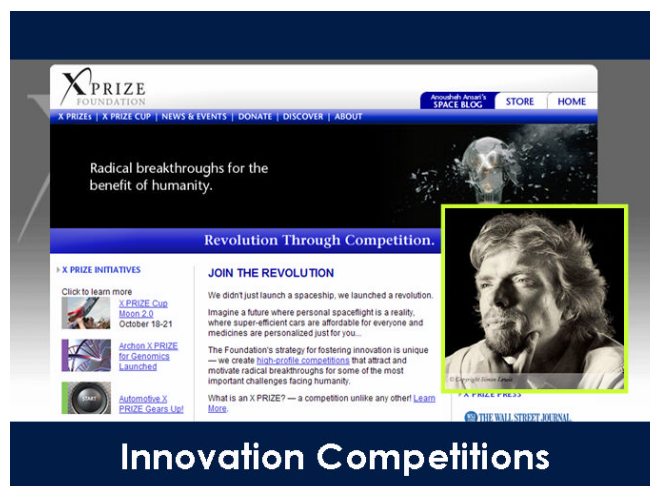 X PRIZE
FOUNDATION
Anousheh Ansari's
SPACE BLOG
STORE
HOME
X PRIZEs | X PRIZE CUP | NEWS & EVENTS | DONATE | DISCOVER | ABOUT
Radical breakthroughs for the
benefit of humanity.
Revolution Through Competition.
X PRIZE INITIATIVES
Click to learn more
X PRIZE Cup
Moon 2.0
October 18-21
Archon X PRIZE
for Genomics
Launched
START
Automotive X
PRIZE Gears Up!
JOIN THE REVOLUTION
We didn't just launch a spaceship, we launched a revolution.
Imagine a future where personal spaceflight is a reality,
where super-efficient cars are affordable for everyone and
medicines are personalized just for you...
The Foundation's strategy for fostering innovation is unique
— we create high-profile competitions that attract and
motivate radical breakthroughs for some of the most
important challenges facing humanity.
What is an X PRIZE? — a competition unlike any other! Learn
More.
© Copyright Simon
X PRIZE PRESS
THE WALL STREET JOURNAL
Innovation Competitions